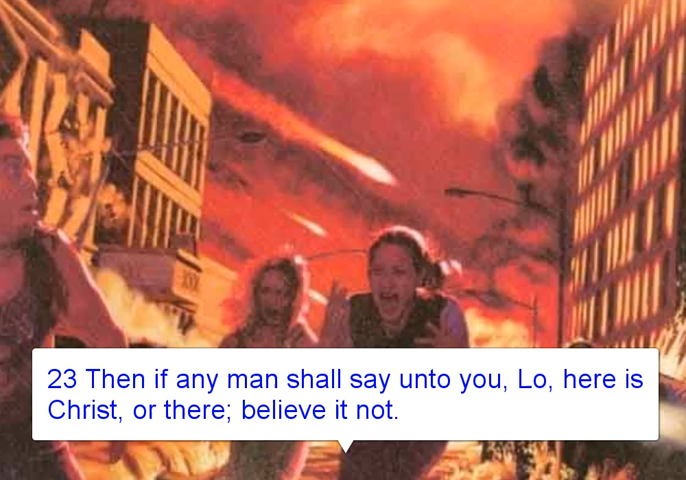 23 Then if any man shall say unto you, Lo, here is
Christ, or there; believe it not.